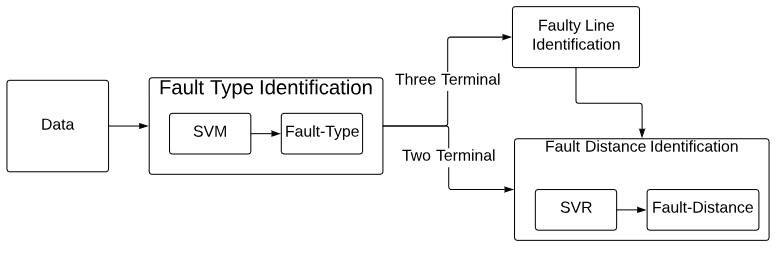 Data
Fault Type Identification
SVM
Fault-Type
Three Terminal
Two Terminal
Faulty Line
Identification
Fault Distance Identification
SVR
Fault-Distance